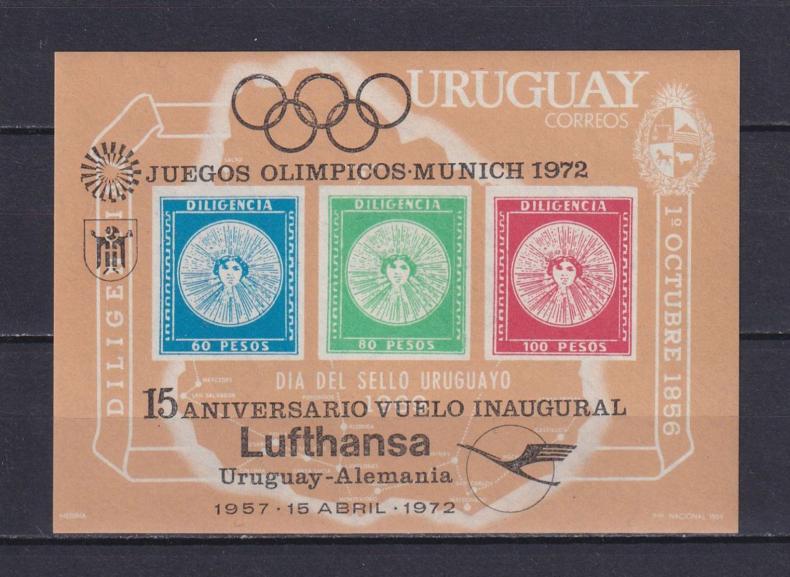 URUGUAY
CORREOS
JUEGOS OLIMPICOS·MUNICH 1972
DILIGENCIA
60 PESOS
DILIGENCIA
80 PESOS
DILIGENCIA
100 PESOS
1º OCTUBRE 1856
DIA DEL SELLO URUGUAYO
15 ANIVERSARIO VUELO INAUGURAL
Lufthansa
Uruguay-Alemania
1957 · 15 ABRIL · 1972
MEDINA